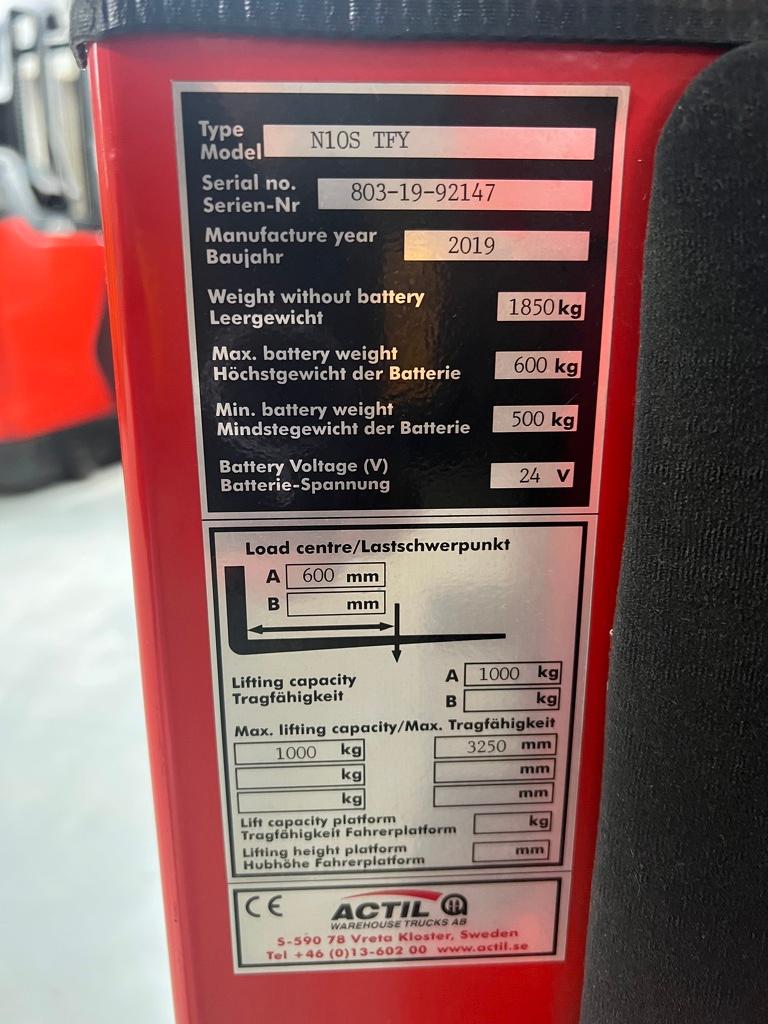 Type
Model
N10S TFY
Serial no.
Serien-Nr
803-19-92147
Manufacture year
Baujahr
2019
Weight without battery
Leergewicht
1850 kg
Max. battery weight
Höchstgewicht der Batterie
600 kg
Min. battery weight
Mindstegewicht der Batterie
500 kg
Battery Voltage (V)
Batterie-Spannung
24 V
Load centre/Lastschwerpunkt
A 600 mm
B mm
Lifting capacity
Tragfähigkeit
A 1000 kg
B kg
Max. lifting capacity/Max. Tragfähigkeit
1000 kg 3250 mm
kg mm
kg mm
Lift capacity platform
Tragfähigkeit Fahrerplatform
kg
Lifting height platform
Hubhöhe Fahrerplatform
mm
CE
ACTIL
WAREHOUSE TRUCKS AB
S-590 78 Vreta Kloster, Sweden
Tel +46 (0)13-602 00 www.actil.se